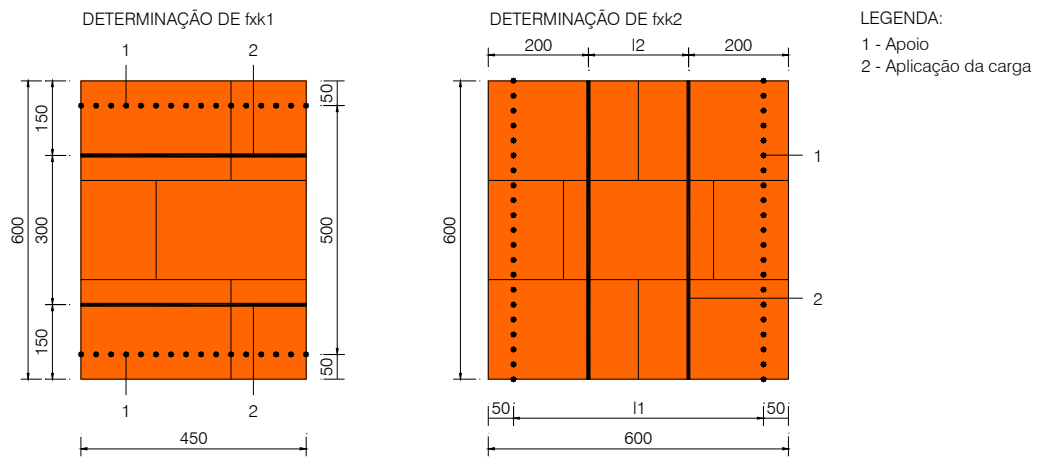 DETERMINAÇÃO DE fxk1
1
2
600
150
300
150
50
500
50
1
2
450
DETERMINAÇÃO DE fxk2
200
l2
200
600
1
2
50
l1
50
600
LEGENDA:
1 - Apoio
2 - Aplicação da carga